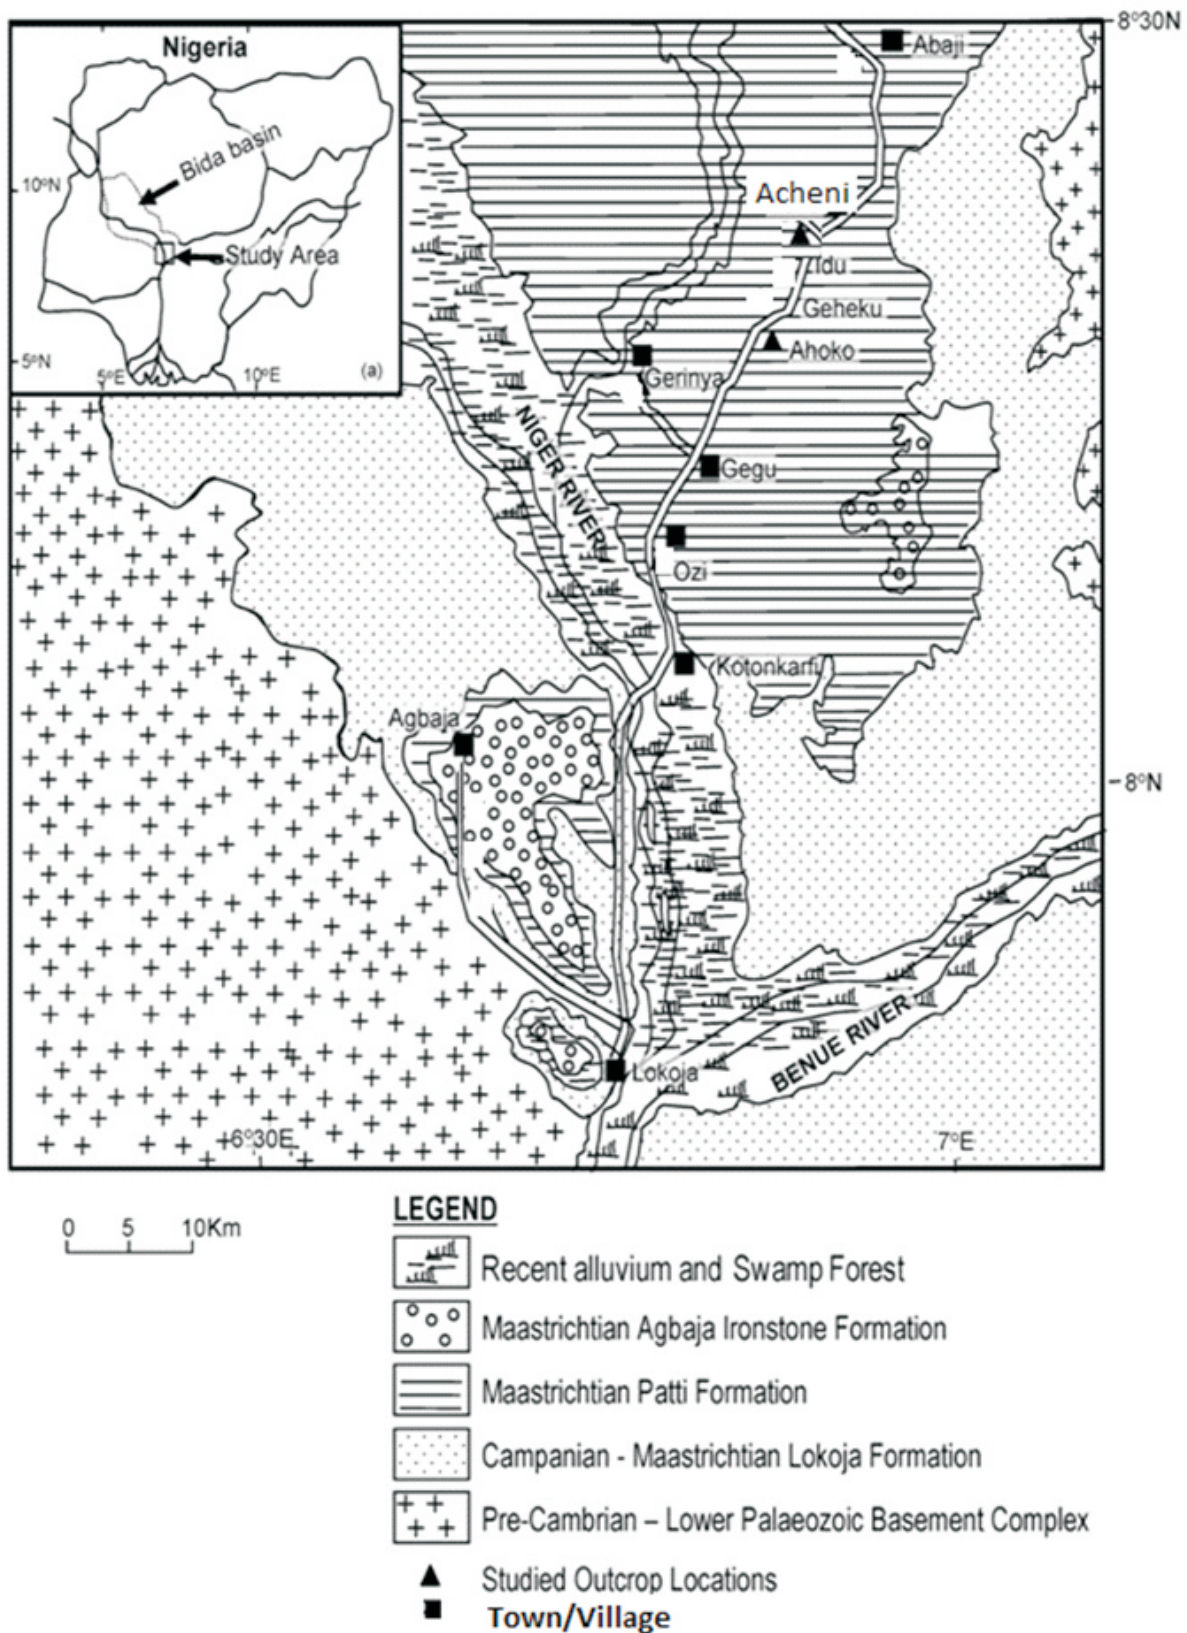 Nigeria
Bida basin
10°N
Study Area
5°N
5°E
10°E
(a)
8°30N
Abaji
Acheni
Idu
Geheku
Ahoko
Gerinya
NIGER RIVER
Gegu
Ozi
Kotonkarfi
Agbaja
8°N
BENUE RIVER
Lokoja
6°30E
7°E
0 5 10Km
LEGEND
Recent alluvium and Swamp Forest
Maastrichtian Agbaja Ironstone Formation
Maastrichtian Patti Formation
Campanian - Maastrichtian Lokoja Formation
Pre-Cambrian – Lower Palaeozoic Basement Complex
Studied Outcrop Locations
Town/Village